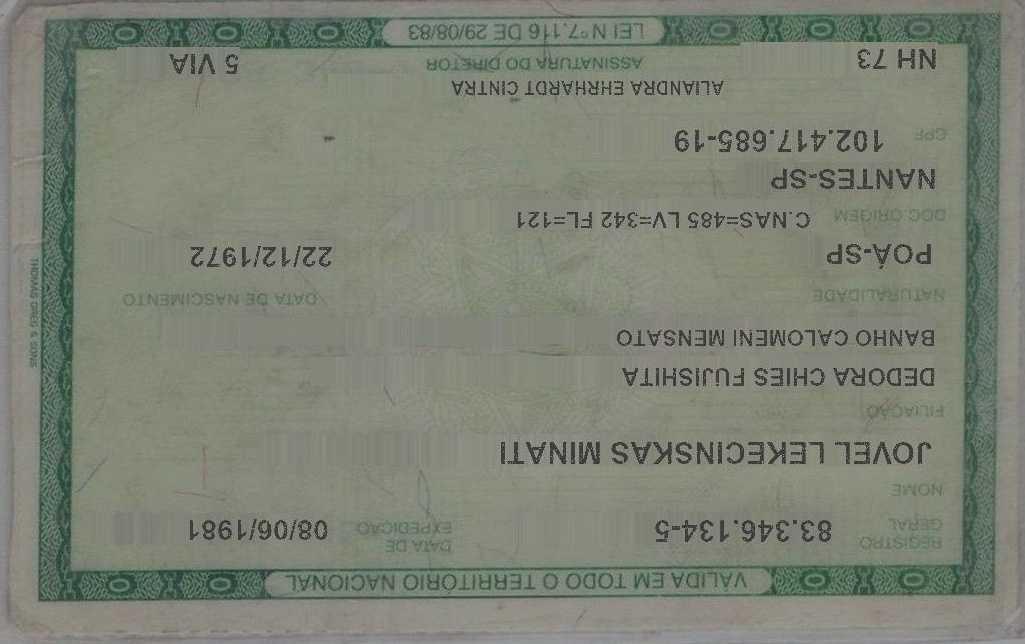 VÁLIDA EM TODO O TERRITÓRIO NACIONAL
REGISTRO GERAL 83.346.134-5 DATA DE EXPEDIÇÃO 08/06/1981
NOME
JOVEL LEKECINSKAS MINATI
FILIAÇÃO
DEDORA CHIES FUJISHITA
BANHO CALOMENI MENSATO
NATURALIDADE DATA DE NASCIMENTO
POÁ-SP 22/12/1972
DOC.ORIGEM C.NAS=485 LV=342 FL=121
NANTES-SP
CPF 102.417.685-19
ALIANDRA EHRHARDT CINTRA
NH 73 ASSINATURA DO DIRETOR 5 VIA
LEI Nº 7.116 DE 29/08/83
THOMAS GREG & SONS